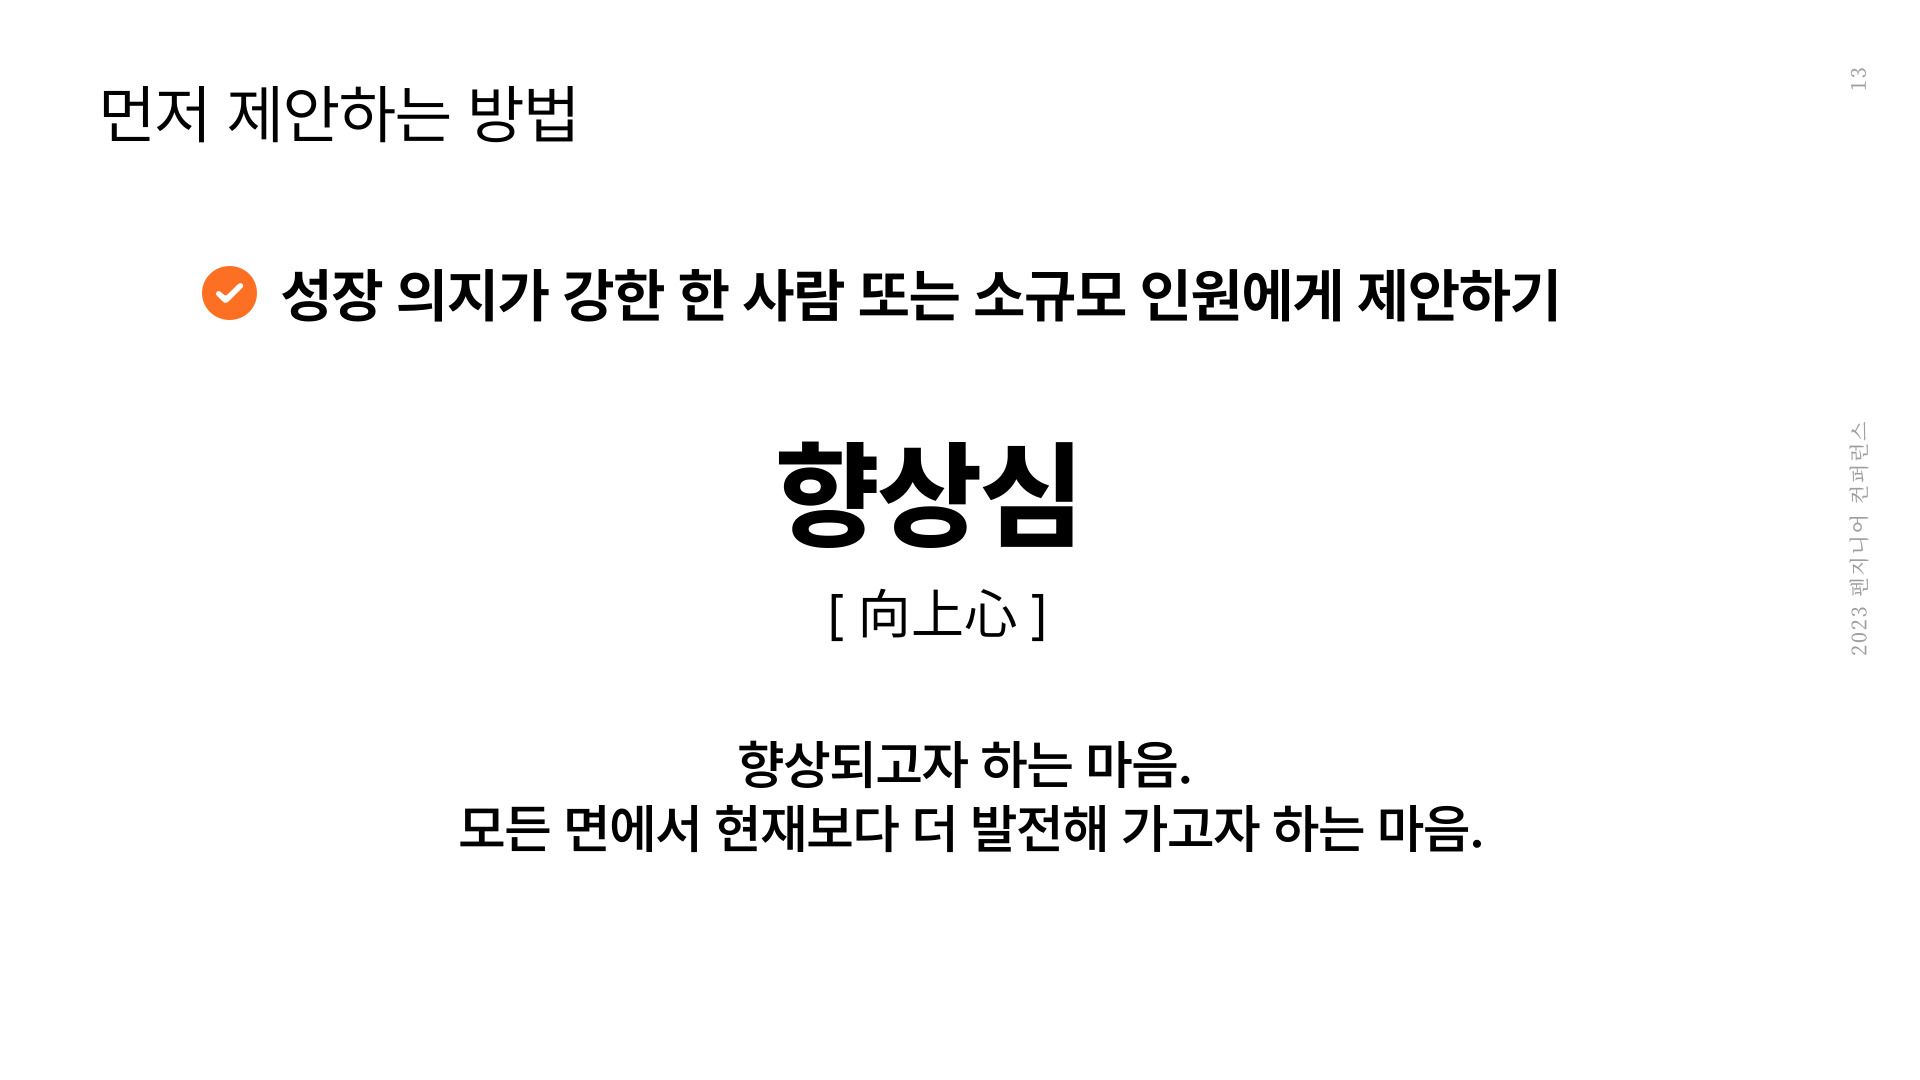 먼저 제안하는 방법
13
성장 의지가 강한 한 사람 또는 소규모 인원에게 제안하기
향상심
[ 向上心 ]
향상되고자 하는 마음.
모든 면에서 현재보다 더 발전해 가고자 하는 마음.
2023 펜지니어 컨퍼런스